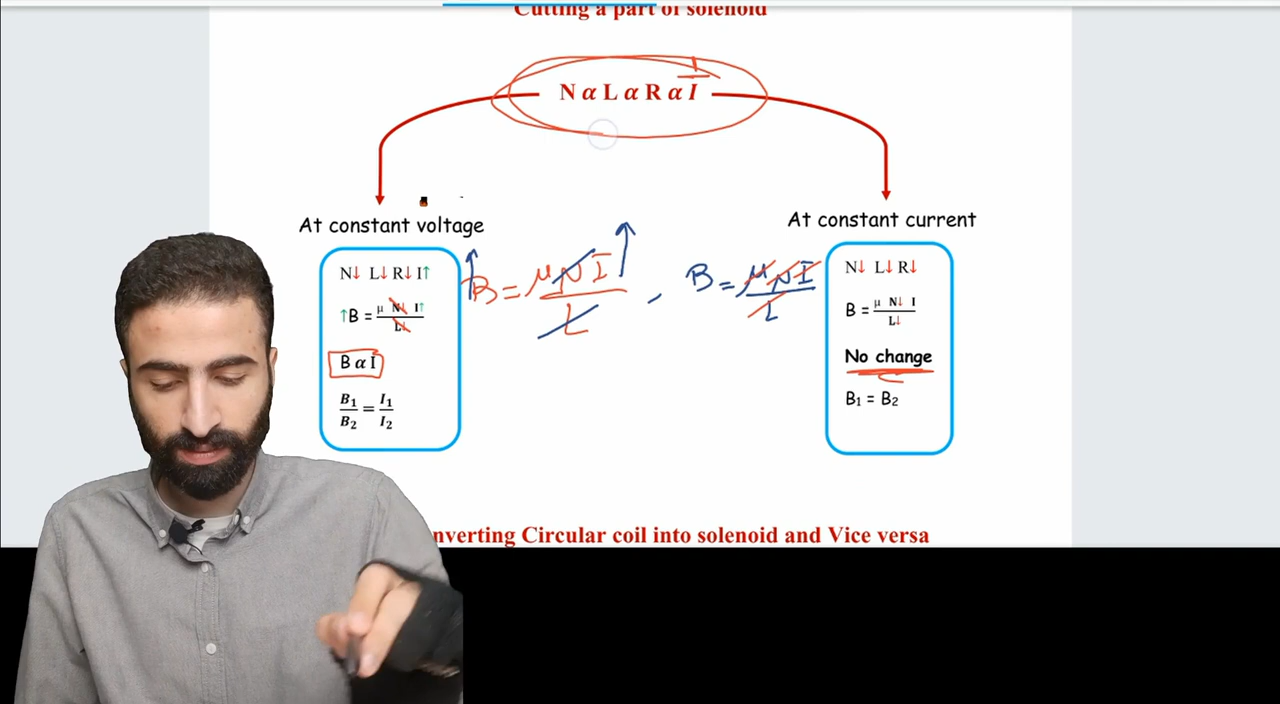 Cutting a part of solenoid
N α L α R α I
1
At constant voltage
N↓ L↓ R↓ I↑
↑B = μ N↓ I↑ / L↓
B α I
B₁/B₂ = I₁/I₂
↑B = μNI↑ / L , B = μNI / L
At constant current
N↓ L↓ R↓
B = μ N↓ I / L↓
No change
B₁ = B₂
nverting Circular coil into solenoid and Vice versa